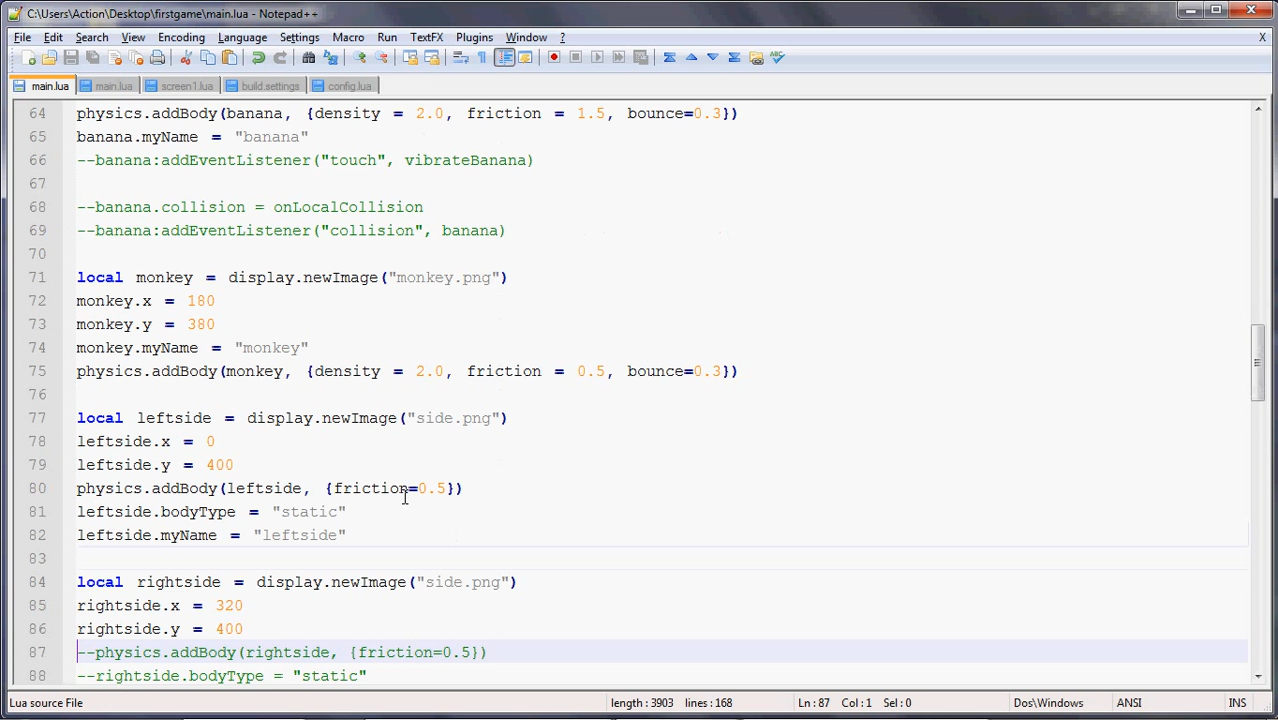 C:\Users\Action\Desktop\firstgame\main.lua - Notepad++
File Edit Search View Encoding Language Settings Macro Run TextFX Plugins Window ? X
main.lua main.lua screen1.lua build.settings config.lua
64 physics.addBody(banana, {density = 2.0, friction = 1.5, bounce=0.3})
65 banana.myName = "banana"
66 --banana:addEventListener("touch", vibrateBanana)
67
68 --banana.collision = onLocalCollision
69 --banana:addEventListener("collision", banana)
70
71 local monkey = display.newImage("monkey.png")
72 monkey.x = 180
73 monkey.y = 380
74 monkey.myName = "monkey"
75 physics.addBody(monkey, {density = 2.0, friction = 0.5, bounce=0.3})
76
77 local leftside = display.newImage("side.png")
78 leftside.x = 0
79 leftside.y = 400
80 physics.addBody(leftside, {friction=0.5})
81 leftside.bodyType = "static"
82 leftside.myName = "leftside"
83
84 local rightside = display.newImage("side.png")
85 rightside.x = 320
86 rightside.y = 400
87 --physics.addBody(rightside, {friction=0.5})
88 --rightside.bodyType = "static"
Lua source File length : 3903 lines : 168 Ln : 87 Col : 1 Sel : 0 Dos\Windows ANSI INS